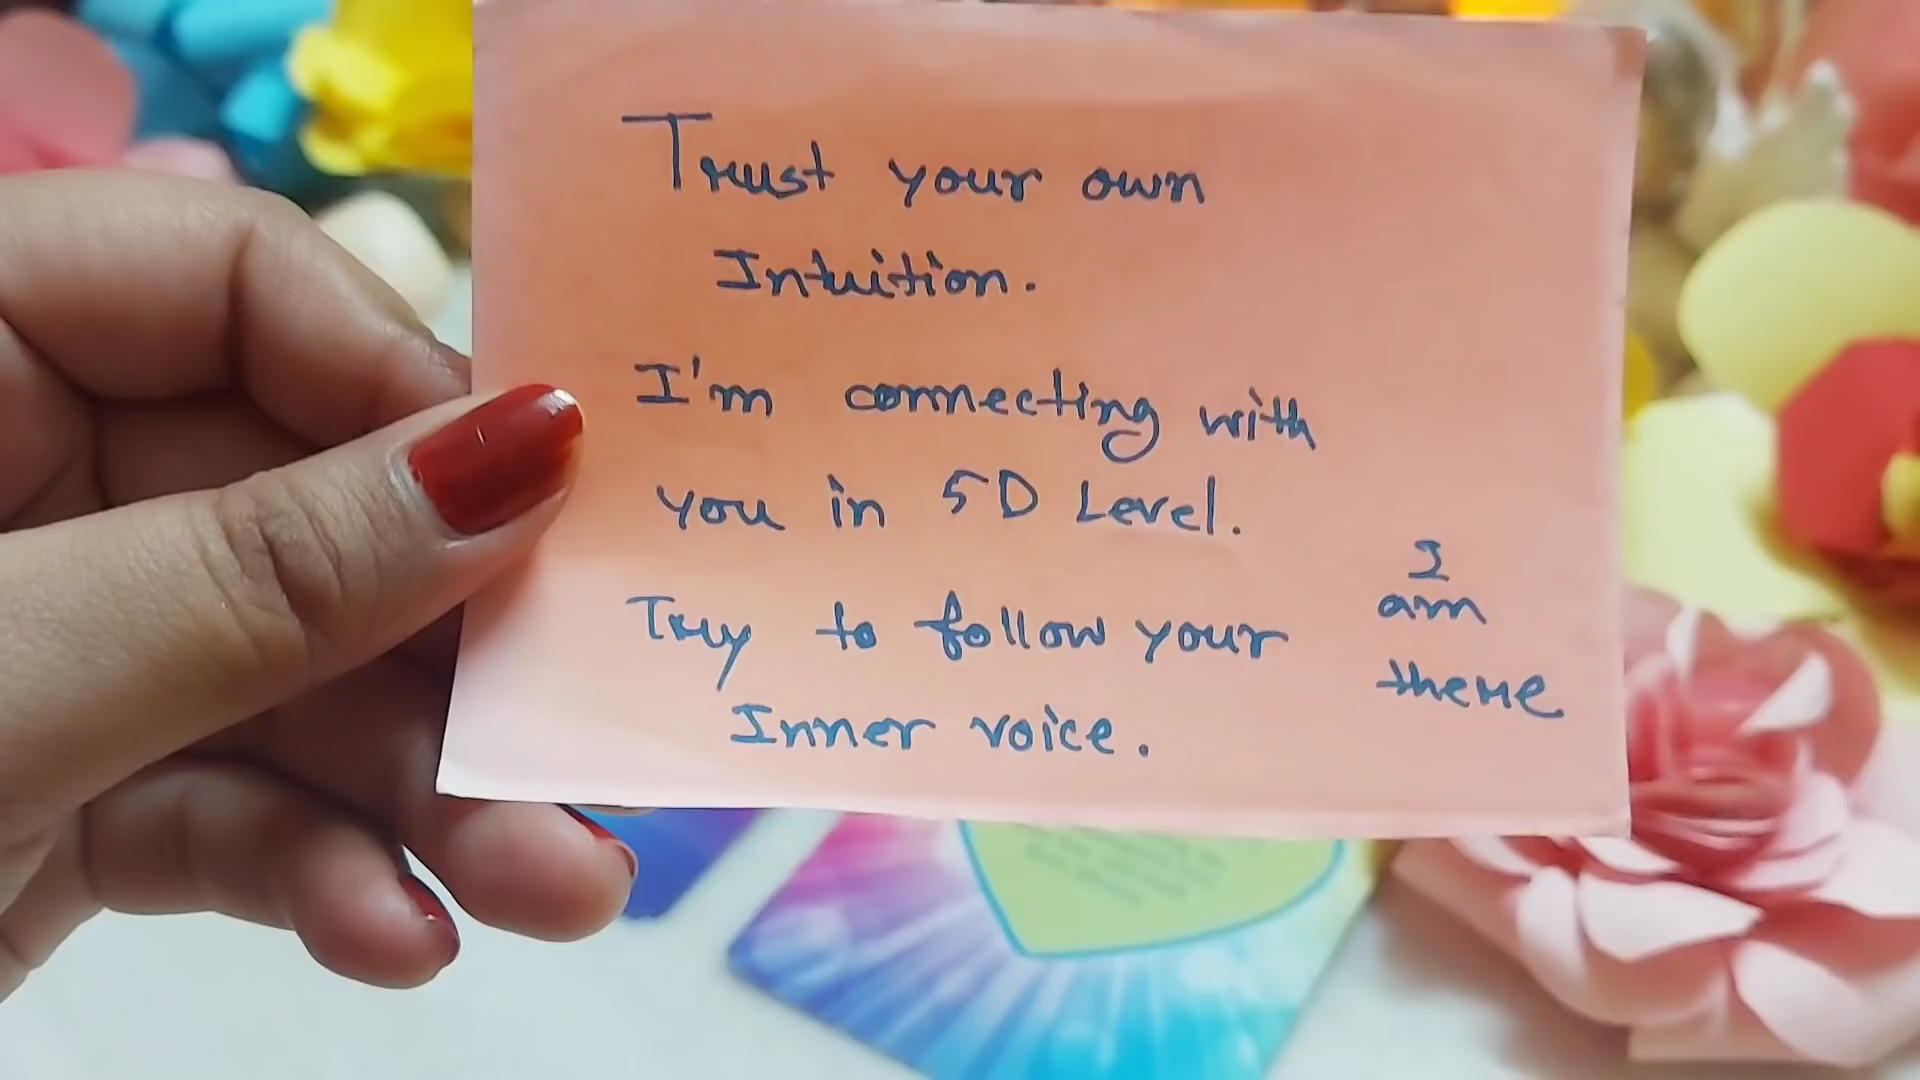 Trust your own
Intuition.
I'm connecting with
you in 5D Level.
Try to follow your
Inner voice.
I
am
there